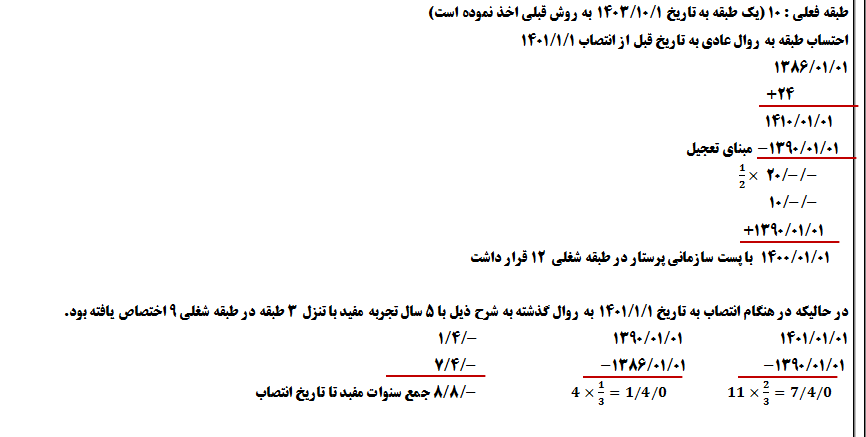 طبقه فعلی : ۱۰ (یک طبقه به تاریخ ۱۴۰۳/۱۰/۱ به روش قبلی اخذ نموده است)
احتساب طبقه به روال عادی به تاریخ قبل از انتصاب ۱۴۰۱/۱/۱
۱۳۸۶/۰۱/۰۱
+۲۴
۱۴۱۰/۰۱/۰۱
−۱۳۹۰/۰۱/۰۱ مبنای تعجیل
۲۰/−/− × 1/2
۱۰/−/−
+۱۳۹۰/۰۱/۰۱
۱۴۰۰/۰۱/۰۱ با پست سازمانی پرستار در طبقه شغلی ۱۲ قرار داشت
در حالیکه در هنگام انتصاب به تاریخ ۱۴۰۱/۱/۱ به روال گذشته به شرح ذیل با ۵ سال تجربه مفید با تنزل ۳ طبقه در طبقه شغلی ۹ اختصاص یافته بود.
۱۴۰۱/۰۱/۰۱ ۱۳۹۰/۰۱/۰۱ ۱/۴/−
−۱۳۹۰/۰۱/۰۱ −۱۳۸۶/۰۱/۰۱ ۷/۴/−
11 × 2/3 = 7/4/0 4 × 1/3 = 1/4/0 ۸/۸/− جمع سنوات مفید تا تاریخ انتصاب